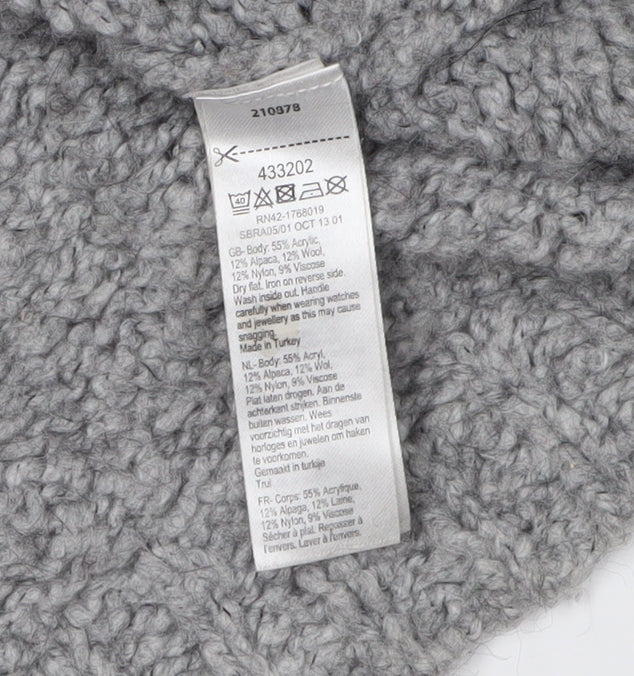 210878
433202
40
RN42-1768019
SBRA05/01 OCT 13 01
GB- Body: 55% Acrylic,
12% Alpaca, 12% Wool,
12% Nylon, 9% Viscose
Dry flat. Iron on reverse side.
Wash inside out. Handle
carefully when wearing watches
and jewellery as this may cause
snagging.
Made in Turkey
NL- Body: 55% Acryl,
12% Alpaca, 12% Wol,
12% Nylon, 9% Viscose
Plat laten drogen. Aan de
achterkant strijken. Binnenste
buiten wassen. Wees
voorzichtig met het dragen van
horloges en juwelen om haken
te voorkomen.
Gemaakt in turkije
Trui
FR- Corps: 55% Acrylique,
12% Alpaga, 12% Laine,
12% Nylon, 9% Viscose
Sécher à plat. Repasser à
l'envers. Laver à l'envers.